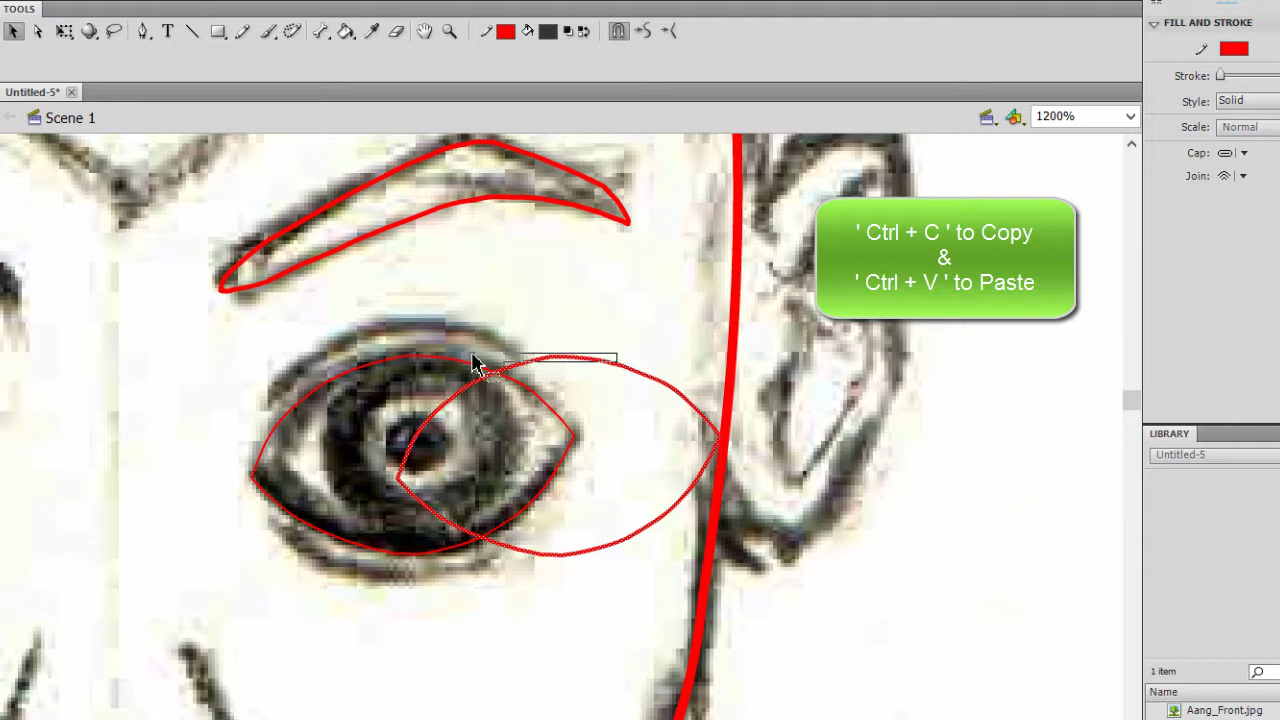 TOOLS
FILL AND STROKE
Stroke:
Untitled-5*
Style: Solid
Scene 1
1200%
Scale: Normal
Cap:
Join:
' Ctrl + C ' to Copy
&
' Ctrl + V ' to Paste
LIBRARY
Untitled-5
1 item
Name
Aang_Front.jpg